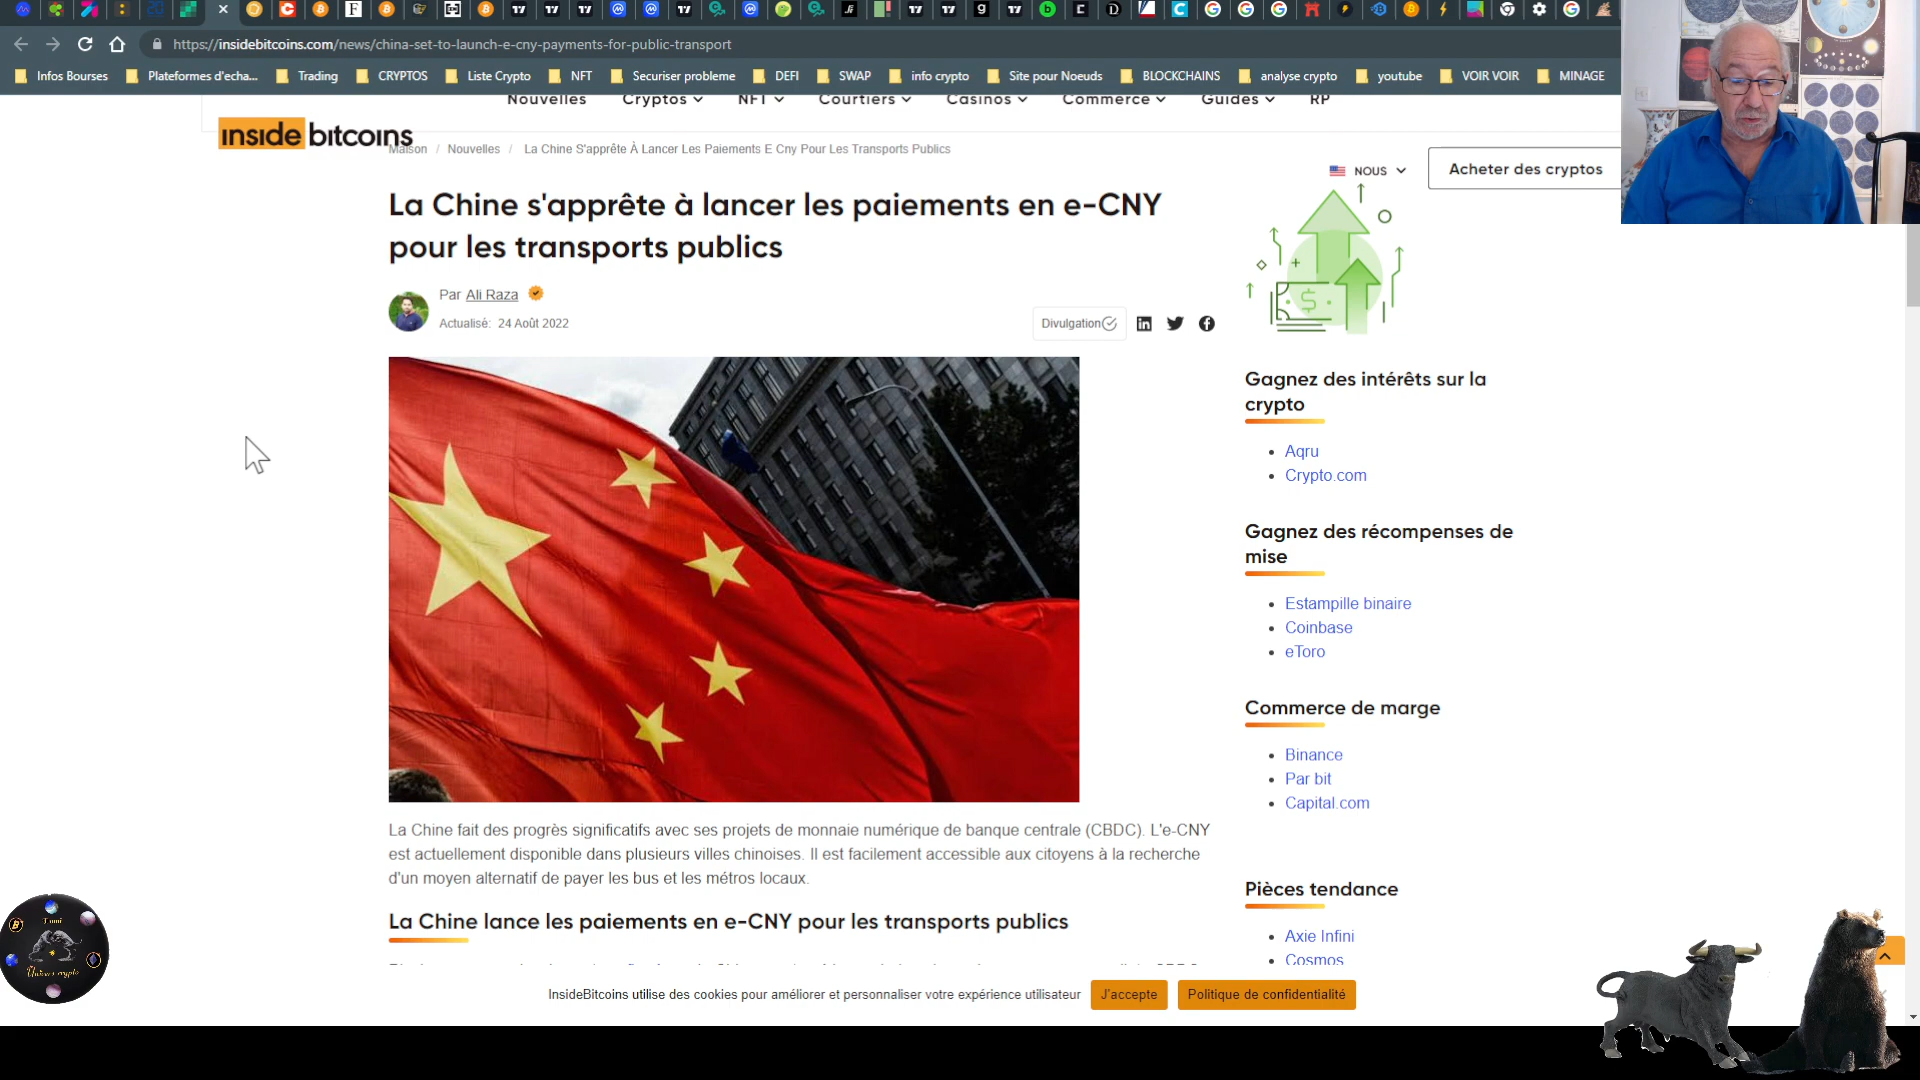 https://insidebitcoins.com/news/china-set-to-launch-e-cny-payments-for-public-transport
Infos Bourses
Plateformes d'echa...
Trading
CRYPTOS
Liste Crypto
NFT
Securiser probleme
DEFI
SWAP
info crypto
Site pour Noeuds
BLOCKCHAINS
analyse crypto
youtube
VOIR VOIR
MINAGE
Nouvelles
Cryptos
NFT
Courtiers
Casinos
Commerce
Guides
RP
inside bitcoins
Maison / Nouvelles / La Chine S'apprête À Lancer Les Paiements E Cny Pour Les Transports Publics
NOUS
Acheter des cryptos
La Chine s'apprête à lancer les paiements en e-CNY
pour les transports publics
Par Ali Raza
Actualisé: 24 Août 2022
Divulgation
Gagnez des intérêts sur la
crypto
Aqru
Crypto.com
Gagnez des récompenses de
mise
Estampille binaire
Coinbase
eToro
Commerce de marge
Binance
Par bit
Capital.com
Pièces tendance
Axie Infini
Cosmos
La Chine fait des progrès significatifs avec ses projets de monnaie numérique de banque centrale (CBDC). L'e-CNY
est actuellement disponible dans plusieurs villes chinoises. Il est facilement accessible aux citoyens à la recherche
d'un moyen alternatif de payer les bus et les métros locaux.
La Chine lance les paiements en e-CNY pour les transports publics
InsideBitcoins utilise des cookies pour améliorer et personnaliser votre expérience utilisateur
J'accepte
Politique de confidentialité
Univers crypto